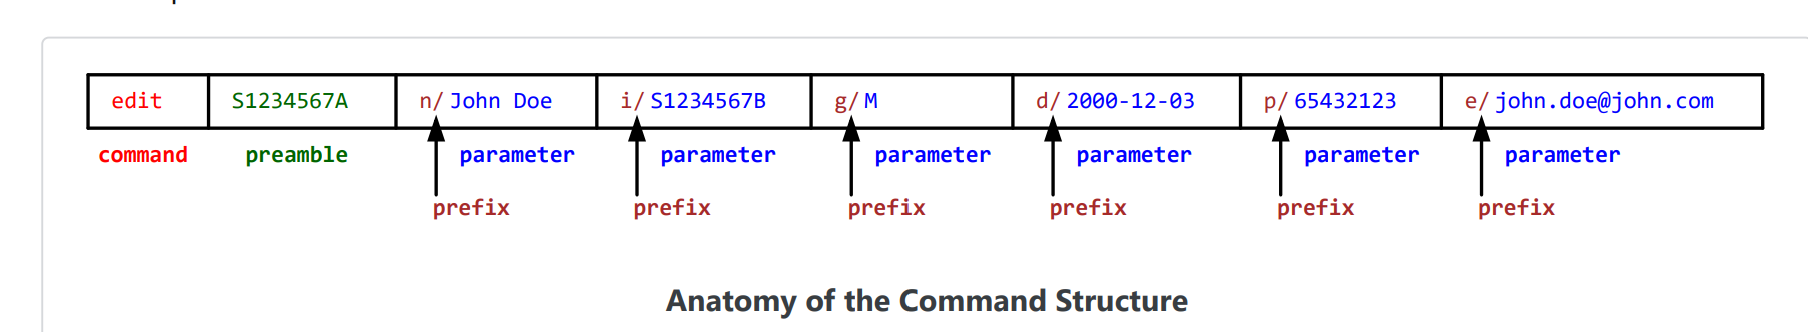 edit S1234567A n/ John Doe i/ S1234567B g/ M d/ 2000-12-03 p/ 65432123 e/ john.doe@john.com
command preamble parameter parameter parameter parameter parameter parameter
prefix prefix prefix prefix prefix prefix
Anatomy of the Command Structure